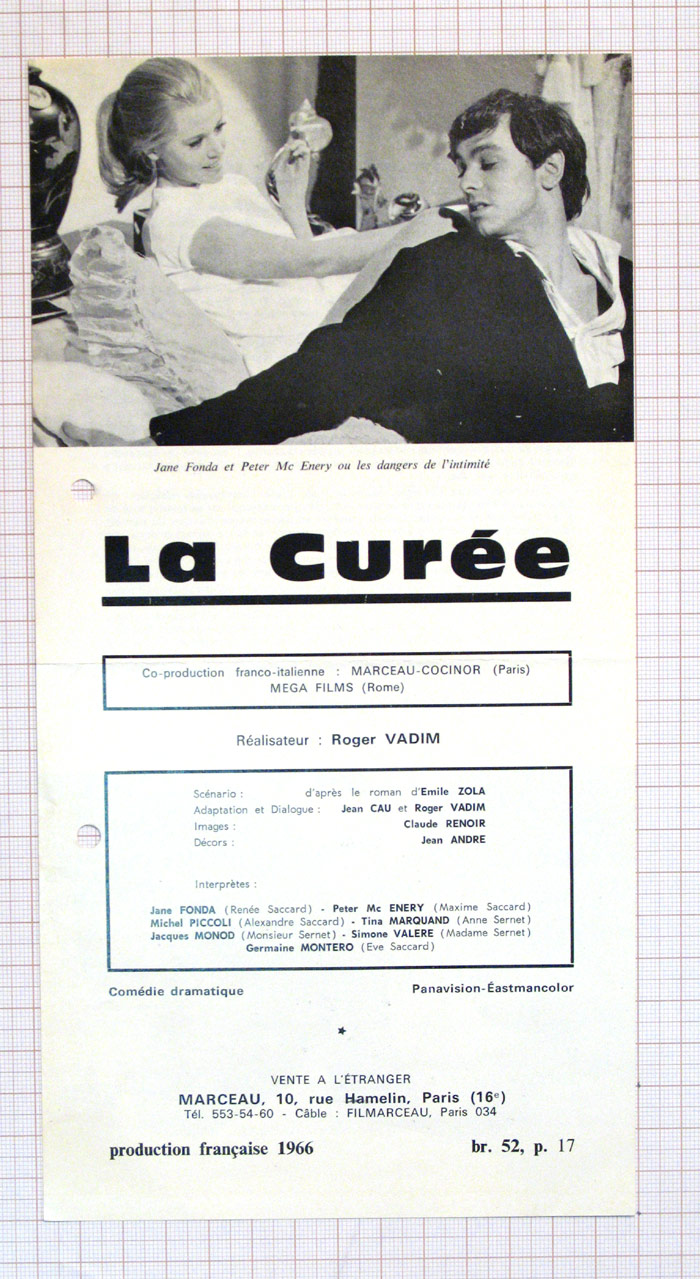 Jane Fonda et Peter Mc Enery ou les dangers de l'intimité
La Curée
Co-production franco-italienne : MARCEAU-COCINOR (Paris)
MEGA FILMS (Rome)
Réalisateur : Roger VADIM
Scénario : d'après le roman d'Emile ZOLA
Adaptation et Dialogue : Jean CAU et Roger VADIM
Images : Claude RENOIR
Décors : Jean ANDRE
Interprètes :
Jane FONDA (Renée Saccard) - Peter Mc ENERY (Maxime Saccard)
Michel PICCOLI (Alexandre Saccard) - Tina MARQUAND (Anne Sernet)
Jacques MONOD (Monsieur Sernet) - Simone VALERE (Madame Sernet)
Germaine MONTERO (Eve Saccard)
Comédie dramatique Panavision-Éastmancolor
★
VENTE A L'ÉTRANGER
MARCEAU, 10, rue Hamelin, Paris (16ᵉ)
Tél. 553-54-60 - Câble : FILMARCEAU, Paris 034
production française 1966 br. 52, p. 17